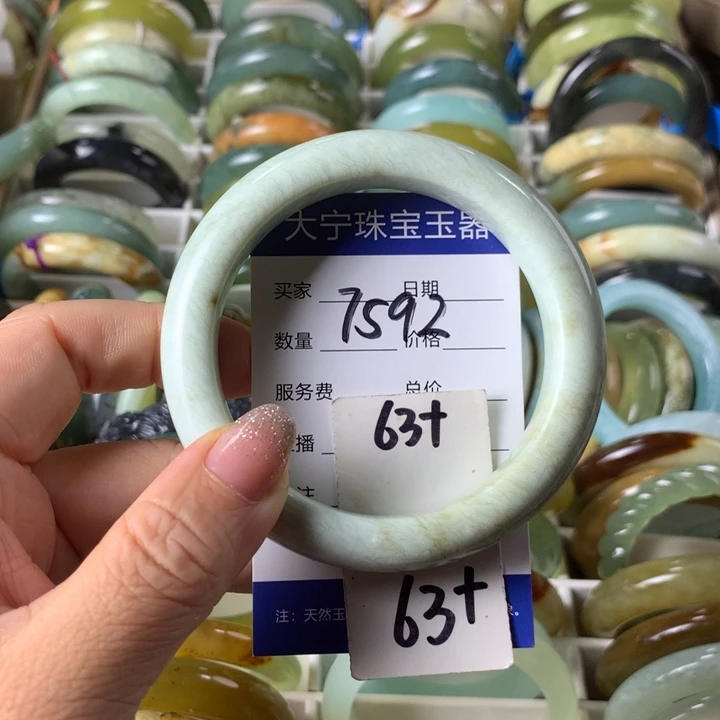 大宁珠宝玉器
买家 日期
7592
数量 价格
服务费 总价
63+
播
注
63+
注：天然玉